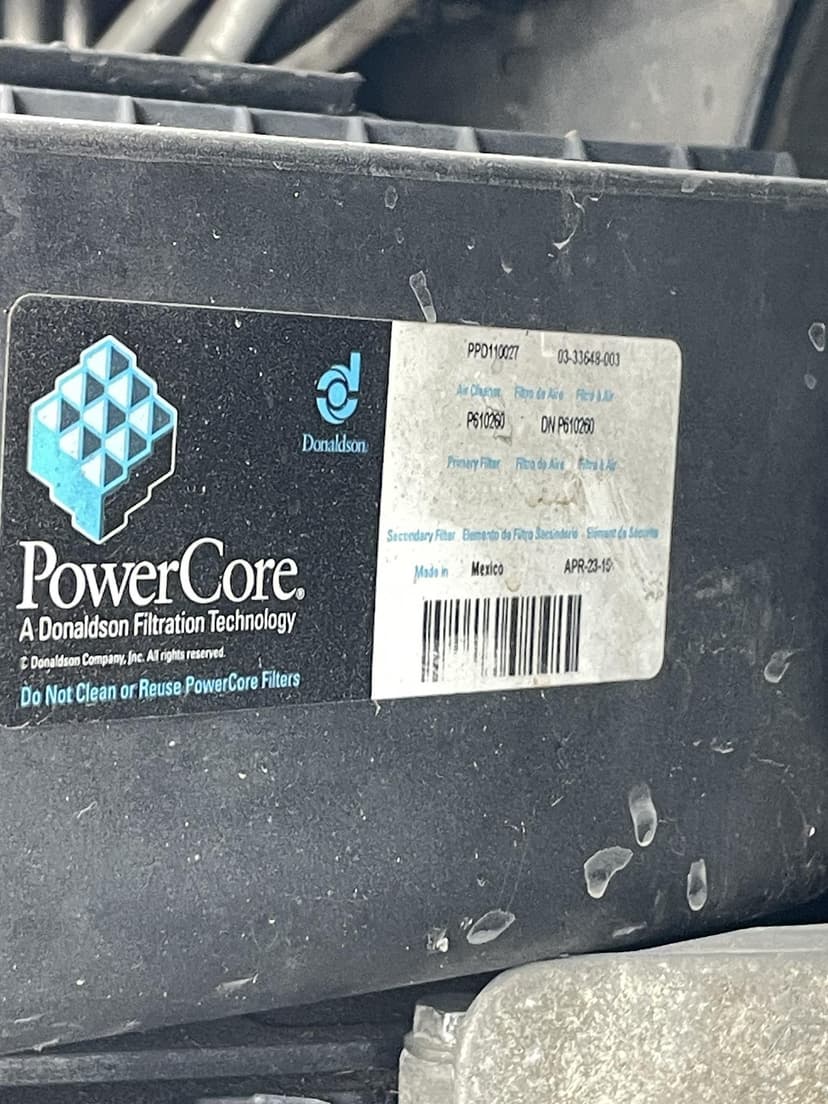 Donaldson.
PowerCore®
A Donaldson Filtration Technology
© Donaldson Company, Inc. All rights reserved.
Do Not Clean or Reuse PowerCore Filters
PPD110027 03-33648-003
Air Cleaner Filtro de Aire Filtre à Air
P610260 DN P610260
Primary Filter Filtro de Aire Filtre à Air
Secondary Filter Elemento de Filtro Secundario Element de Sécurité
Made in Mexico APR-23-15